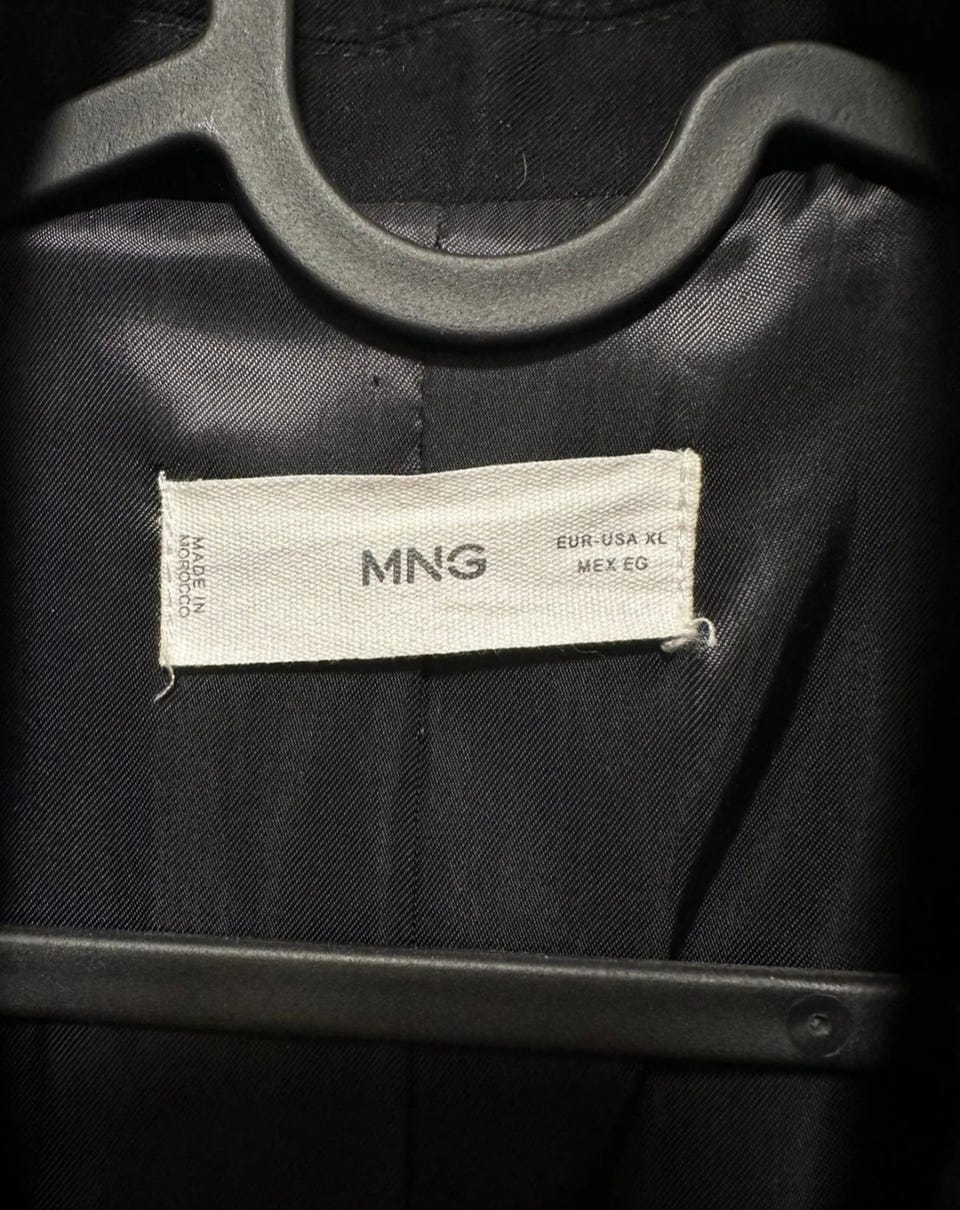 MADE IN
MOROCCO
MNG
EUR-USA XL
MEX EG